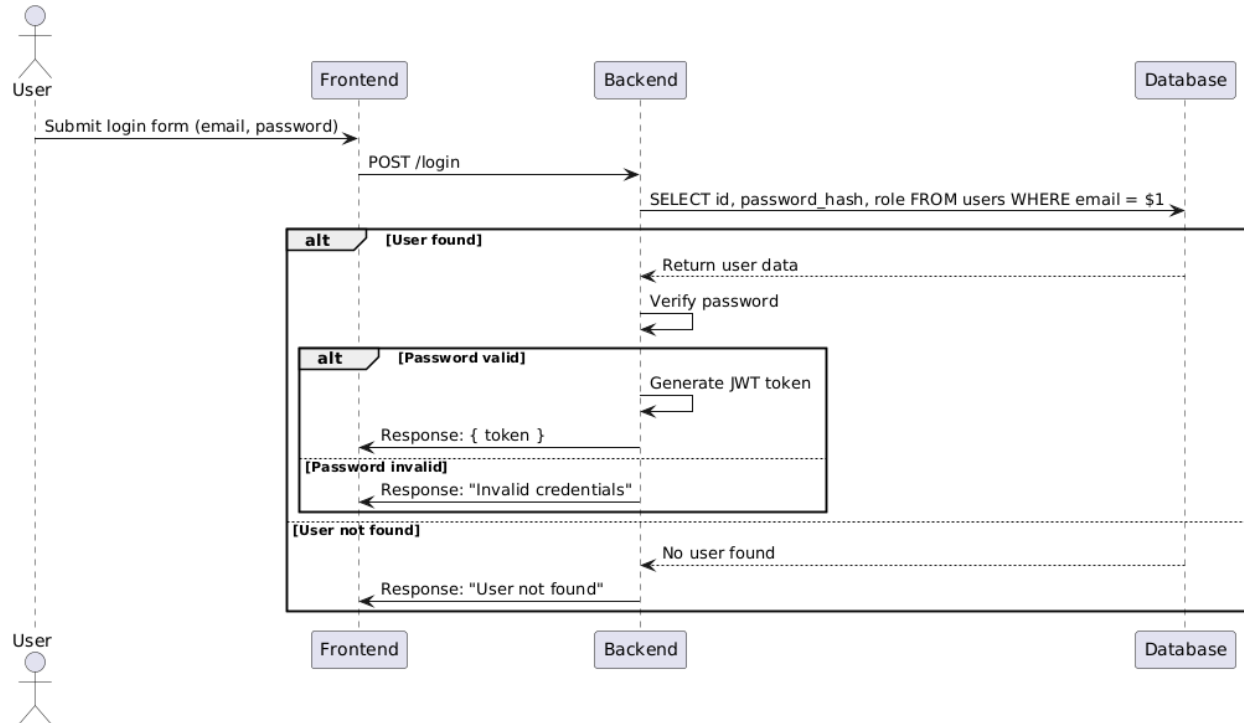 User
Frontend
Backend
Database
Submit login form (email, password)
POST /login
SELECT id, password_hash, role FROM users WHERE email = $1
alt [User found]
Return user data
Verify password
alt [Password valid]
Generate JWT token
Response: { token }
[Password invalid]
Response: "Invalid credentials"
[User not found]
No user found
Response: "User not found"
User
Frontend
Backend
Database